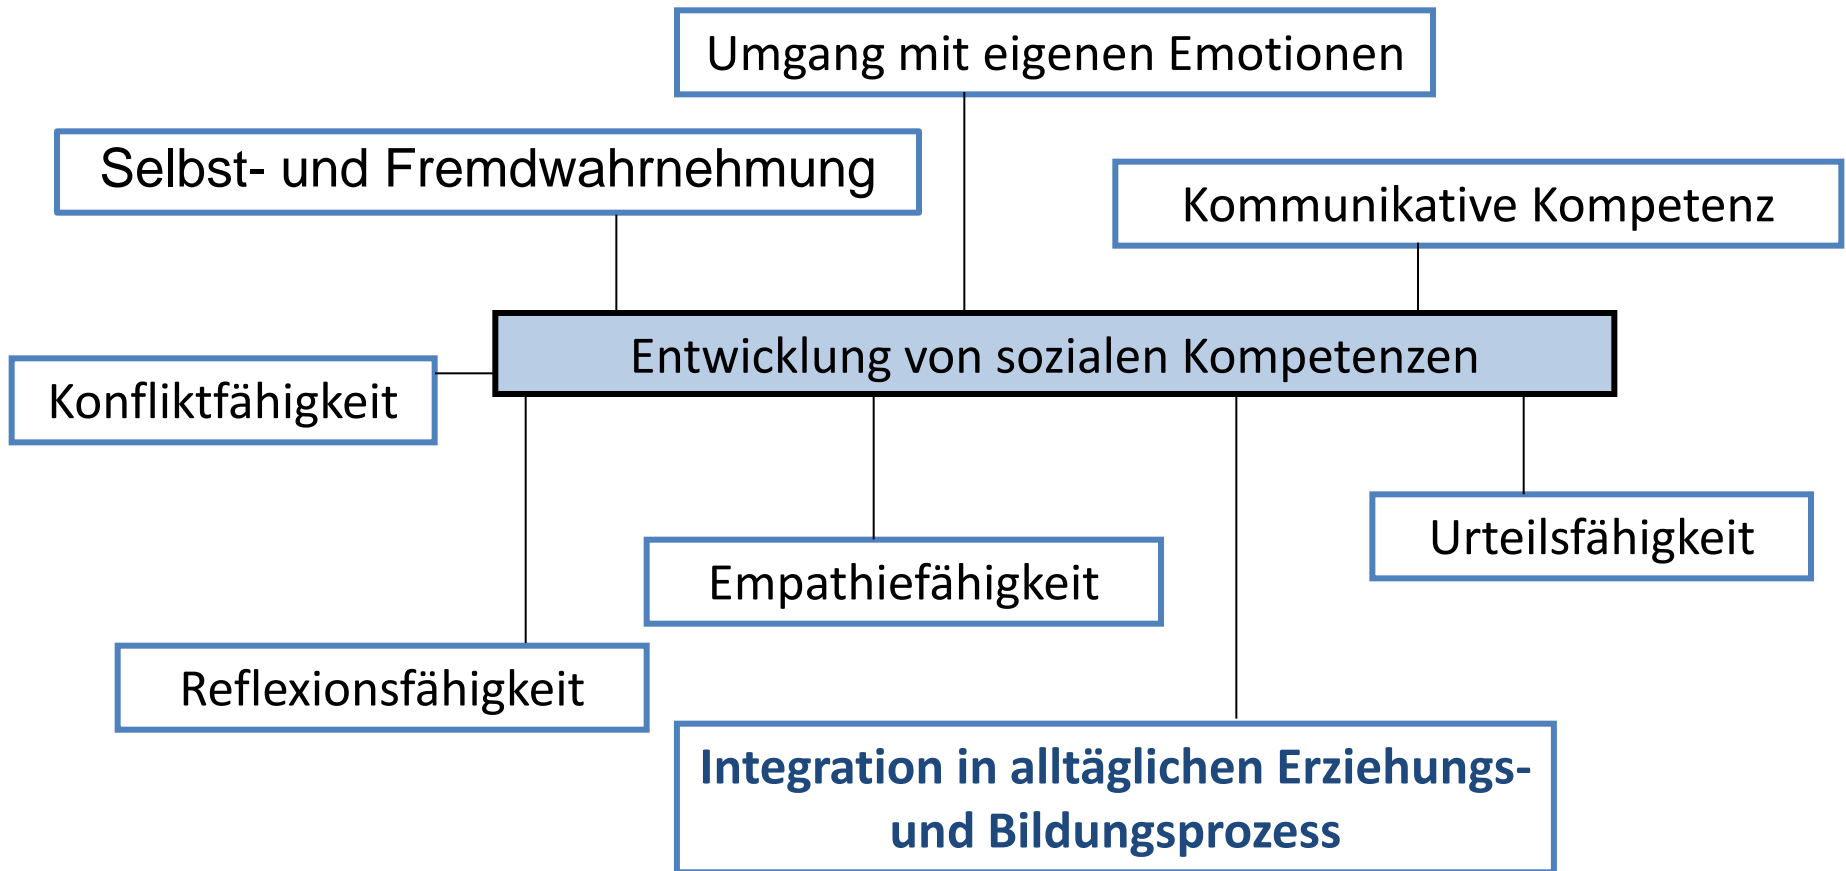 Umgang mit eigenen Emotionen
Selbst- und Fremdwahrnehmung
Kommunikative Kompetenz
Entwicklung von sozialen Kompetenzen
Konfliktfähigkeit
Urteilsfähigkeit
Empathiefähigkeit
Reflexionsfähigkeit
Integration in alltäglichen Erziehungs-
und Bildungsprozess